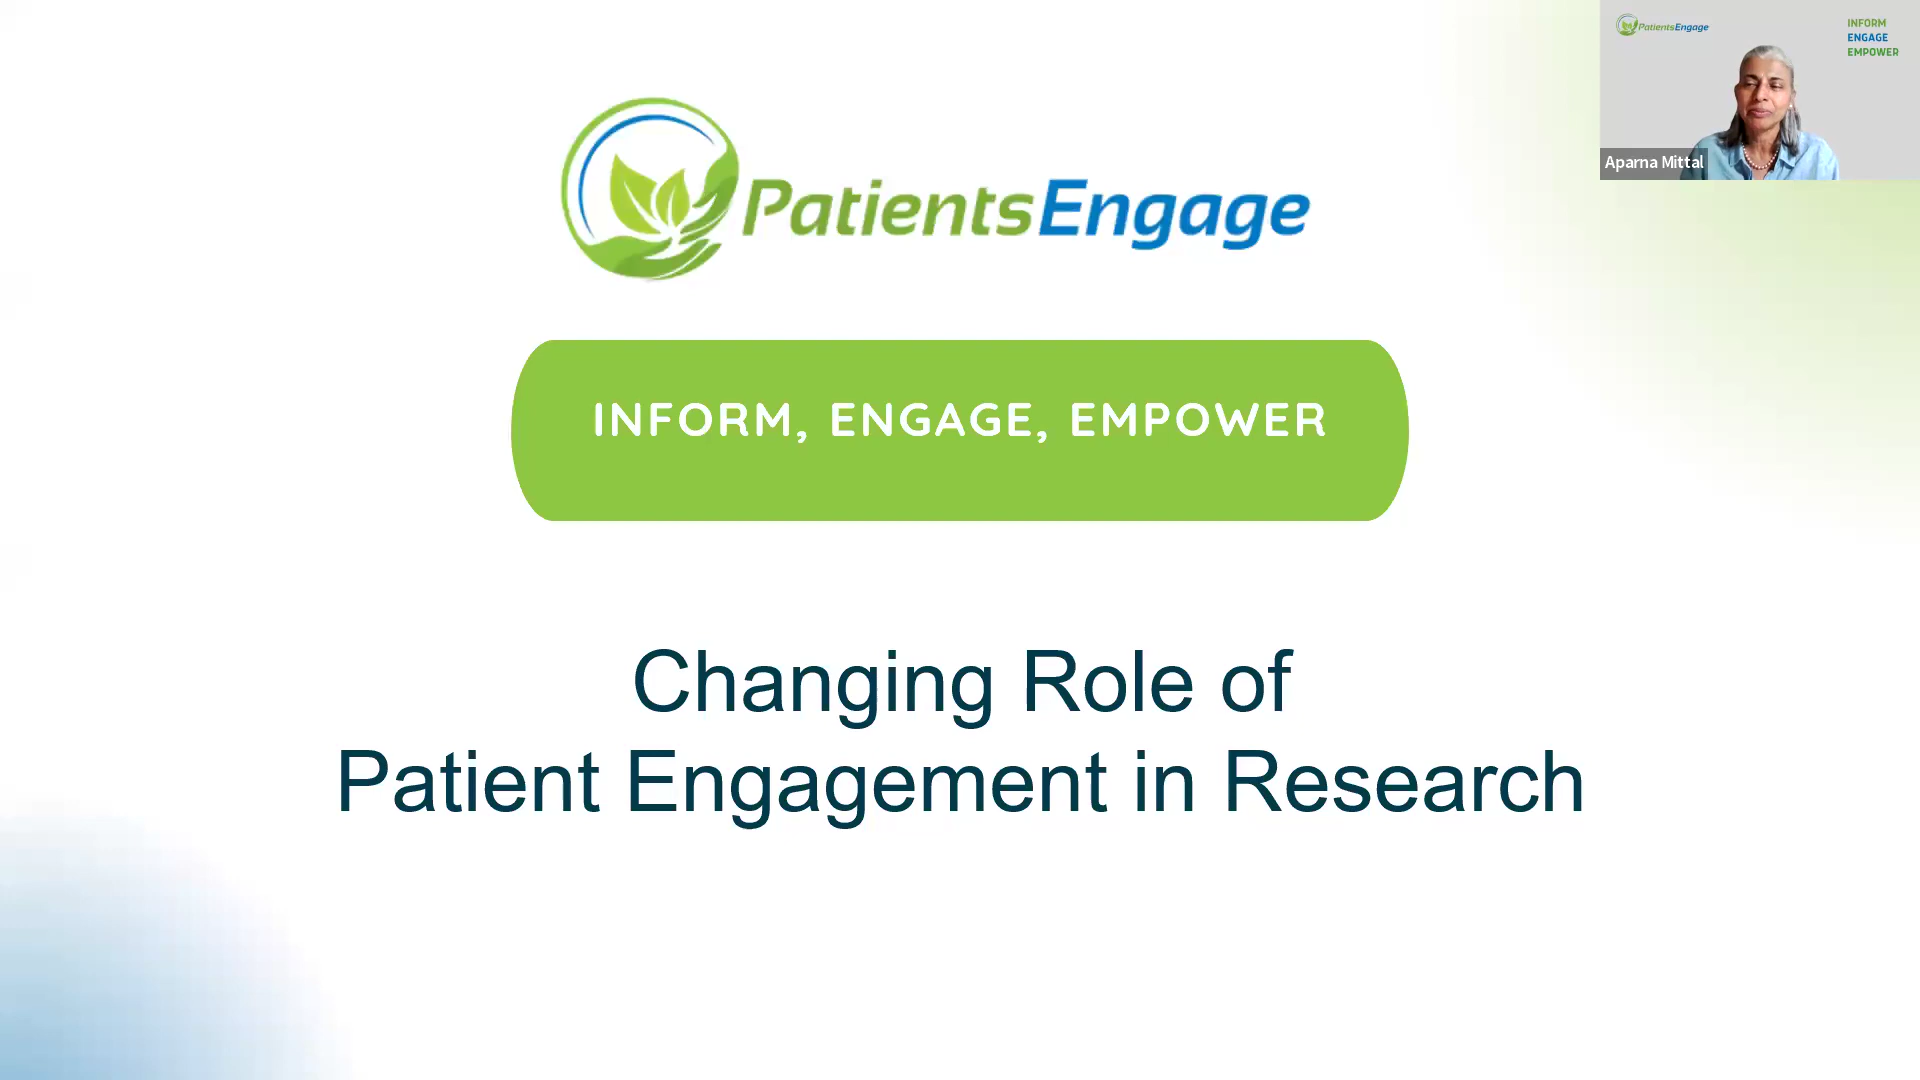 PatientsEngage
INFORM
ENGAGE
EMPOWER
Aparna Mittal
PatientsEngage
INFORM, ENGAGE, EMPOWER
Changing Role of
Patient Engagement in Research